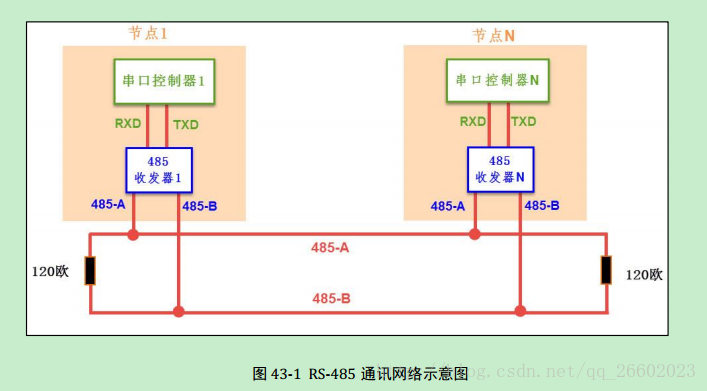 节点1
节点N
串口控制器1
串口控制器N
RXD
TXD
RXD
TXD
485
收发器1
485
收发器N
485-A
485-B
485-A
485-B
485-A
120欧
120欧
485-B
图 43-1 RS-485 通讯网络示意图
blog.csdn.net/qq_26602023